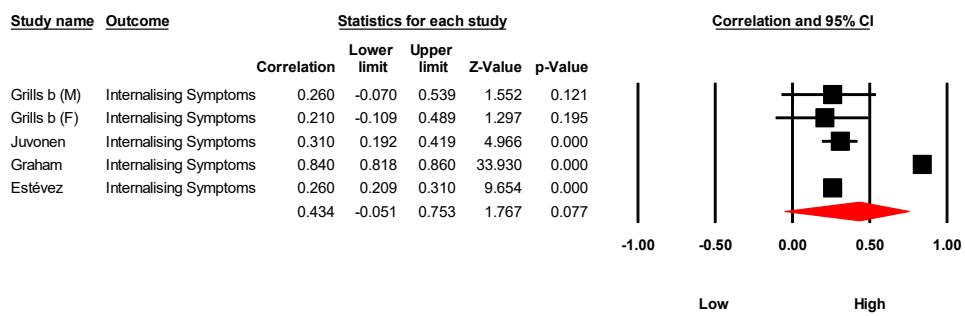 Study name Outcome Statistics for each study Correlation and 95% CI
Lower Upper
Correlation limit limit Z-Value p-Value
Grills b (M) Internalising Symptoms 0.260 -0.070 0.539 1.552 0.121
Grills b (F) Internalising Symptoms 0.210 -0.109 0.489 1.297 0.195
Juvonen Internalising Symptoms 0.310 0.192 0.419 4.966 0.000
Graham Internalising Symptoms 0.840 0.818 0.860 33.930 0.000
Estévez Internalising Symptoms 0.260 0.209 0.310 9.654 0.000
0.434 -0.051 0.753 1.767 0.077
-1.00 -0.50 0.00 0.50 1.00
Low High